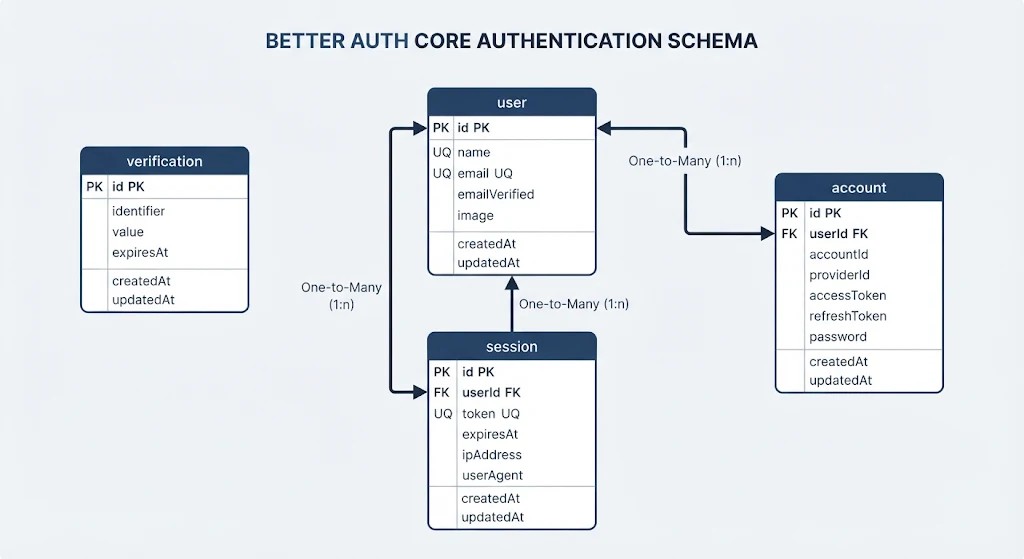 BETTER AUTH CORE AUTHENTICATION SCHEMA
verification
PK id PK
identifier
value
expiresAt
createdAt
updatedAt
user
PK id PK
UQ name
UQ email UQ
emailVerified
image
createdAt
updatedAt
One-to-Many (1:n)
account
PK id PK
FK userId FK
accountId
providerId
accessToken
refreshToken
password
createdAt
updatedAt
One-to-Many
(1:n)
One-to-Many (1:n)
session
PK id PK
FK userId FK
UQ token UQ
expiresAt
ipAddress
userAgent
createdAt
updatedAt